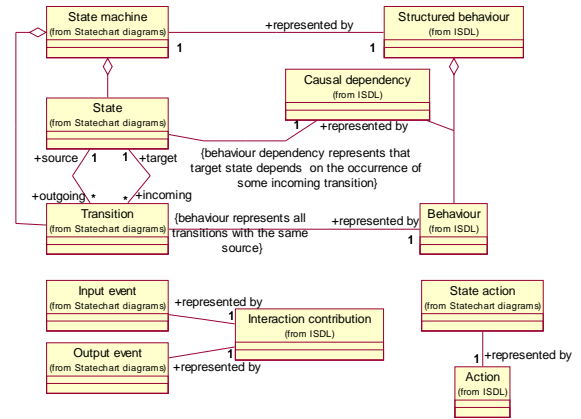 State machine
(from Statechart diagrams)
+represented by
1
1
Structured behaviour
(from ISDL)
Causal dependency
(from ISDL)
1
+represented by
State
(from Statechart diagrams)
+source
1
1
+target
{behaviour dependency represents that
target state depends on the occurrence of
some incoming transition}
+outgoing
*
*
+incoming
Transition
(from Statechart diagrams)
{behaviour represents all
transitions with the same
source}
+represented by
1
Behaviour
(from ISDL)
Input event
(from Statechart diagrams)
+represented by
1
Interaction contribution
(from ISDL)
Output event
(from Statechart diagrams)
1
+represented by
State action
(from Statechart diagrams)
1
+represented by
Action
(from ISDL)